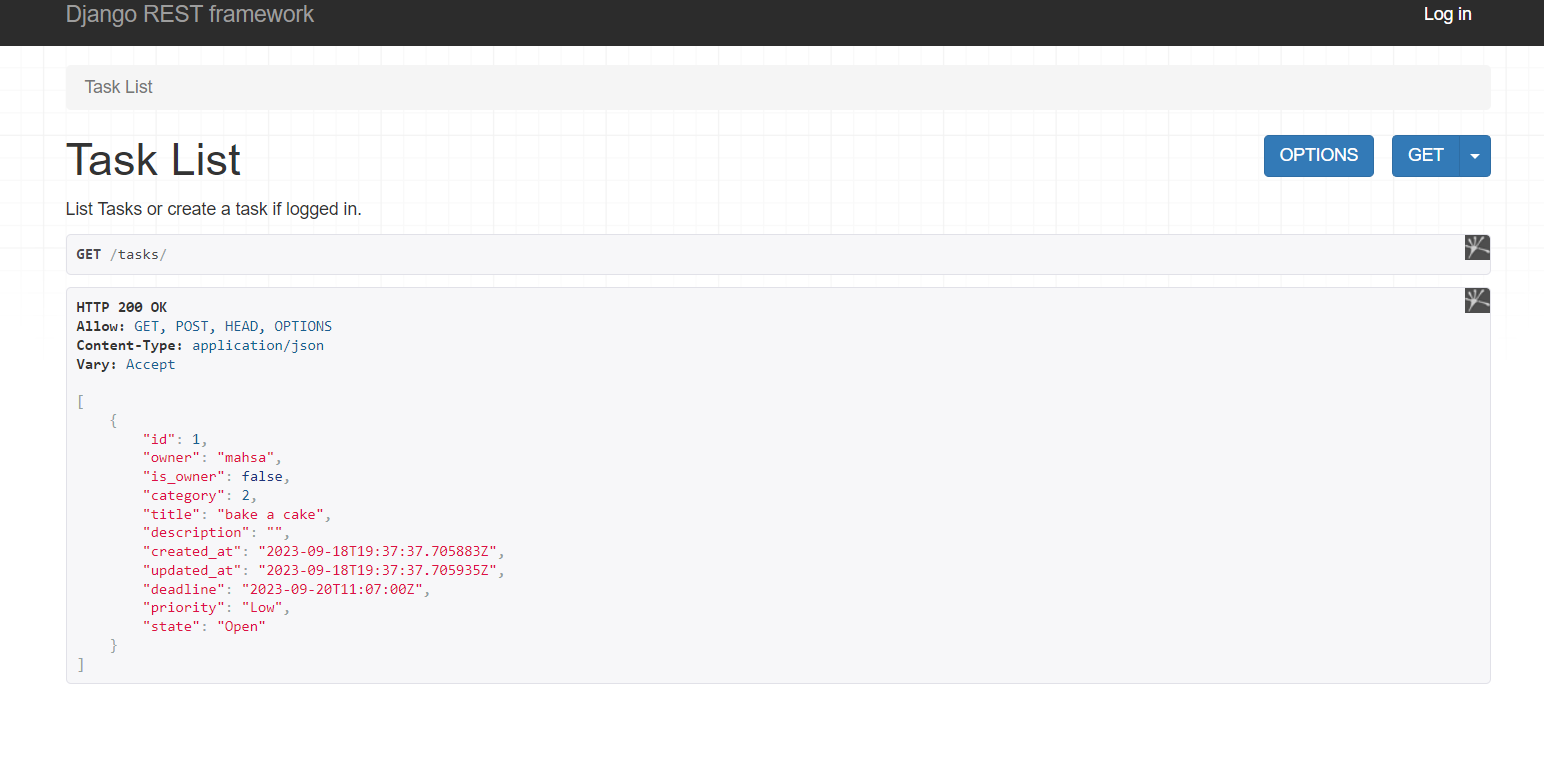 Django REST framework
Log in
Task List
Task List
OPTIONS
GET
List Tasks or create a task if logged in.
GET /tasks/
HTTP 200 OK
Allow: GET, POST, HEAD, OPTIONS
Content-Type: application/json
Vary: Accept
[
    {
        "id": 1,
        "owner": "mahsa",
        "is_owner": false,
        "category": 2,
        "title": "bake a cake",
        "description": "",
        "created_at": "2023-09-18T19:37:37.705883Z",
        "updated_at": "2023-09-18T19:37:37.705935Z",
        "deadline": "2023-09-20T11:07:00Z",
        "priority": "Low",
        "state": "Open"
    }
]